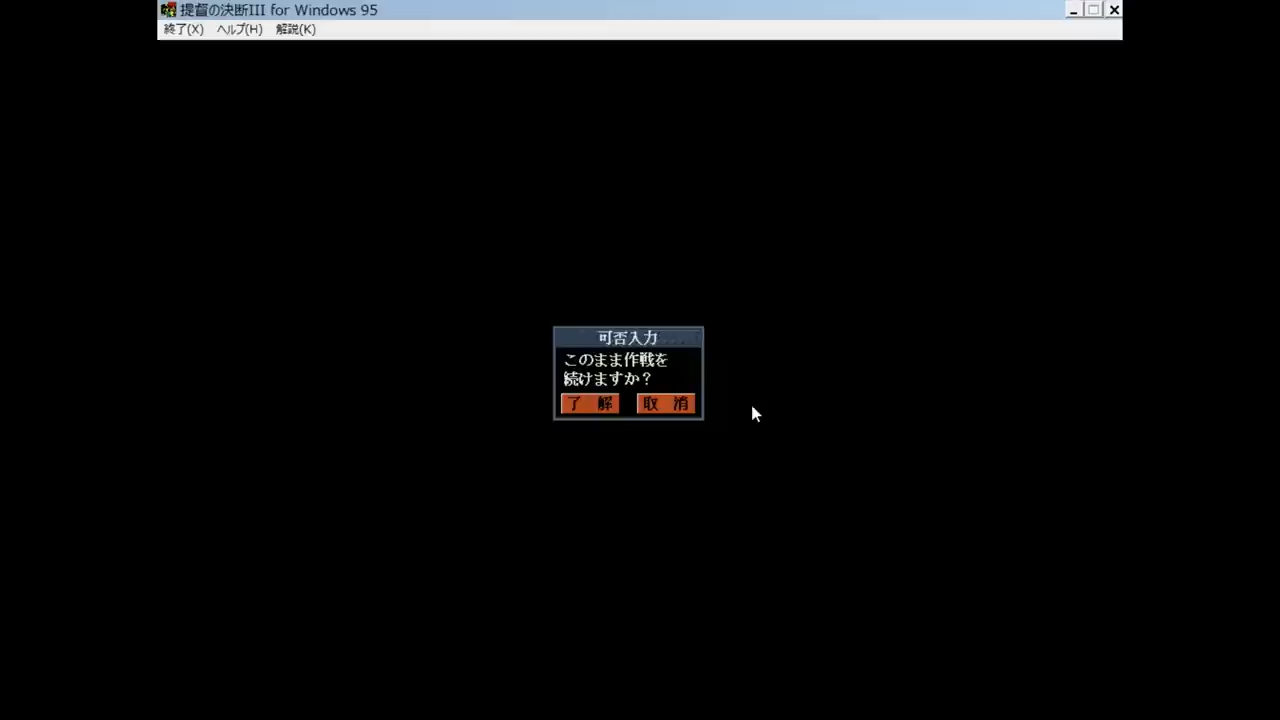 提督の決断III for Windows 95
終了(X) ヘルプ(H) 解説(K)
可否入力
このまま作戦を
続けますか？
了解 取消